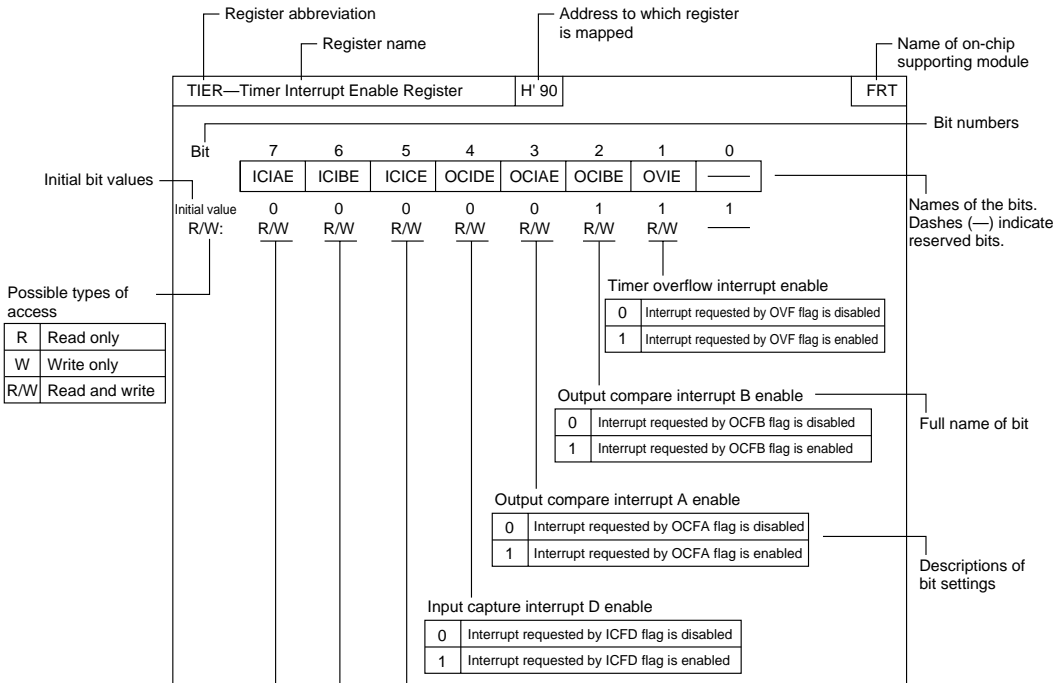 Register abbreviation
Register name
Address to which register
is mapped
Name of on-chip
supporting module
TIER—Timer Interrupt Enable Register H' 90 FRT
Bit numbers
Bit 7 6 5 4 3 2 1 0
ICIAE ICIBE ICICE OCIDE OCIAE OCIBE OVIE —
Initial bit values
Names of the bits.
Dashes (—) indicate
reserved bits.
Initial value 0 0 0 0 0 1 1 1
R/W: R/W R/W R/W R/W R/W R/W R/W —
Possible types of
access
R Read only
W Write only
R/W Read and write
Timer overflow interrupt enable
0 Interrupt requested by OVF flag is disabled
1 Interrupt requested by OVF flag is enabled
Output compare interrupt B enable
0 Interrupt requested by OCFB flag is disabled
1 Interrupt requested by OCFB flag is enabled
Full name of bit
Output compare interrupt A enable
0 Interrupt requested by OCFA flag is disabled
1 Interrupt requested by OCFA flag is enabled
Descriptions of
bit settings
Input capture interrupt D enable
0 Interrupt requested by ICFD flag is disabled
1 Interrupt requested by ICFD flag is enabled